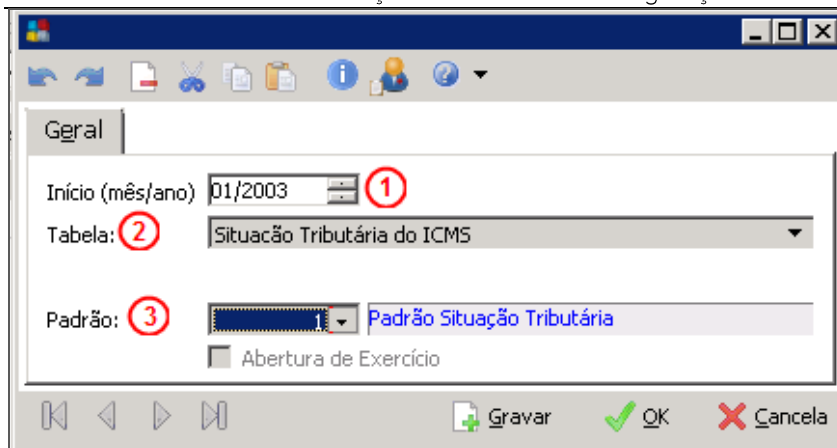 Geral
Início (mês/ano) 01/2003 1
Tabela: 2 Situacão Tributária do ICMS
Padrão: 3 1 Padrão Situação Tributária
Abertura de Exercício
Gravar OK Cancela